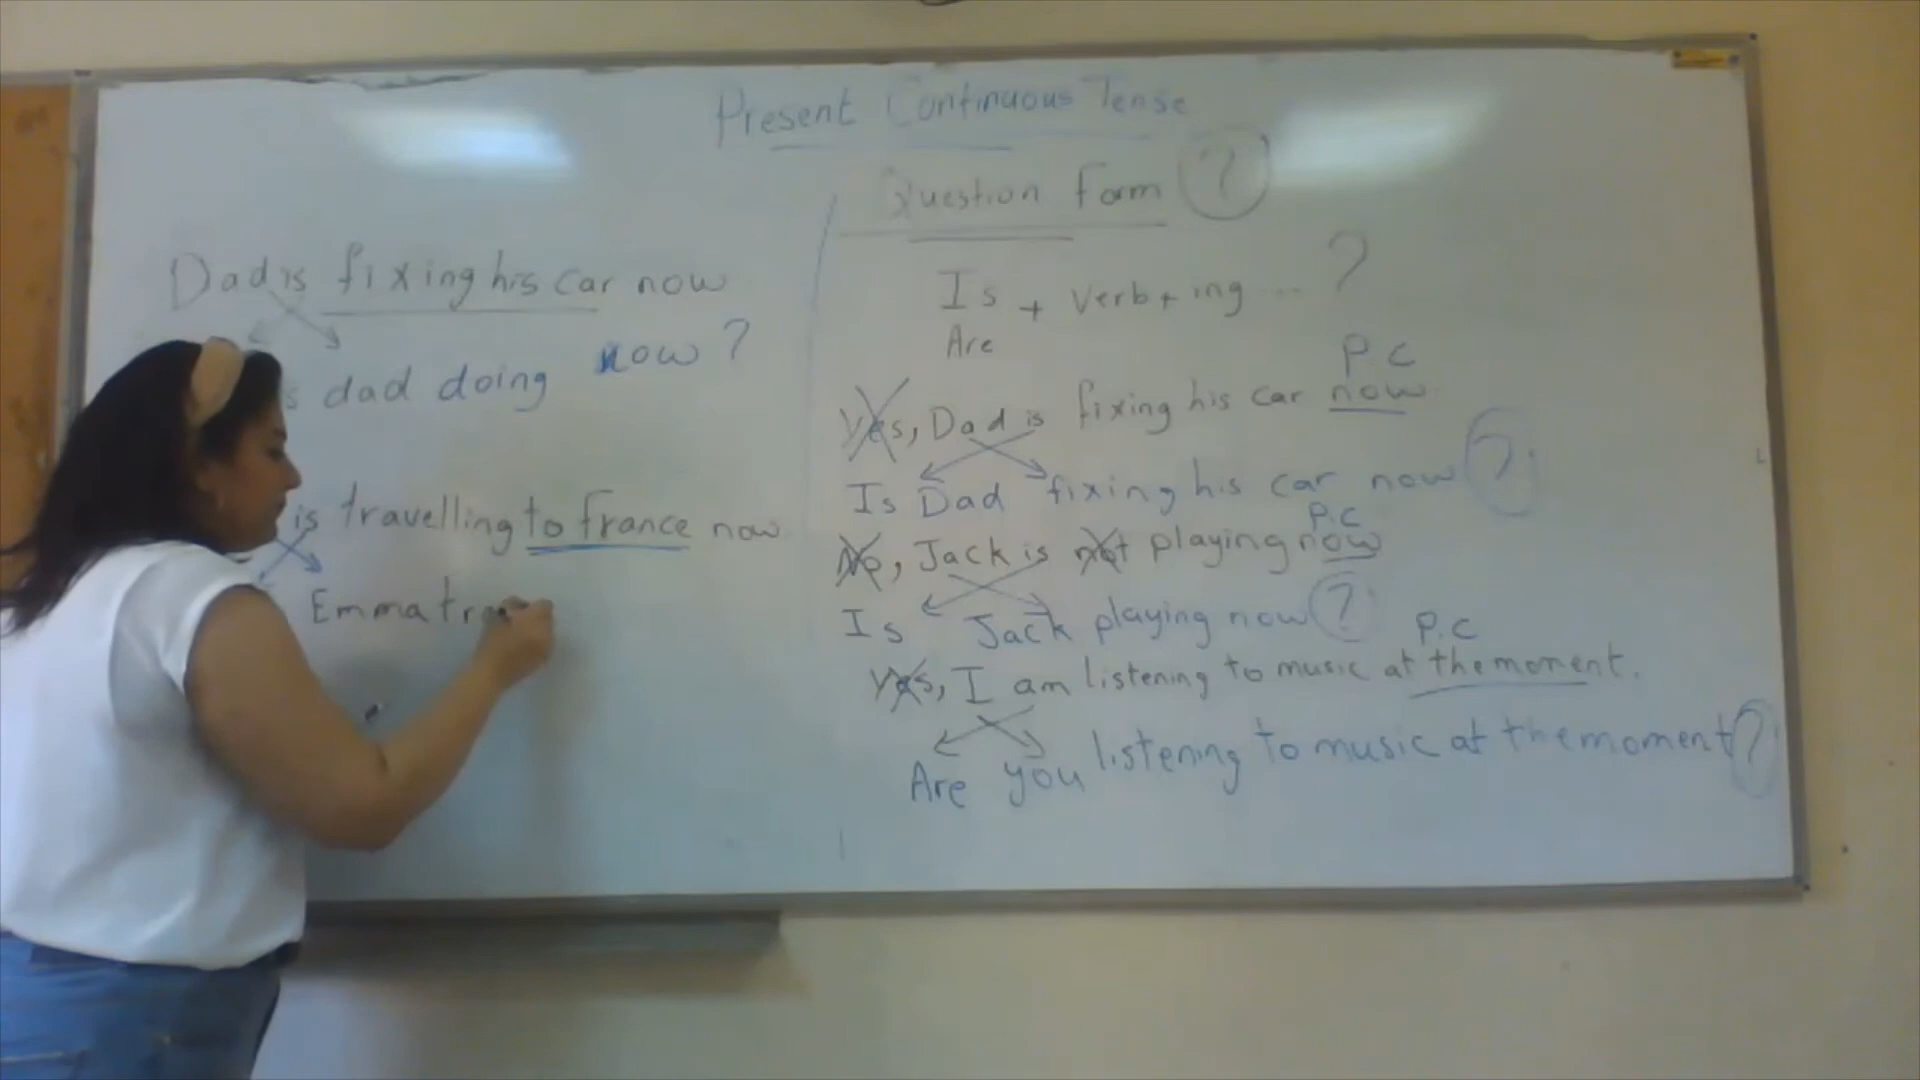 Present Continuous Tense
Question form ?
Dad is fixing his car now
s dad doing now ?
is travelling to france now
Emma tra
Is + verb + ing .... ?
Are
P C
Yes, Dad is fixing his car now.
Is Dad fixing his car now ?
P.C
No, Jack is not playing now
Is Jack playing now ?
P.C
Yes, I am listening to music at the moment.
Are you listening to music at the moment ?